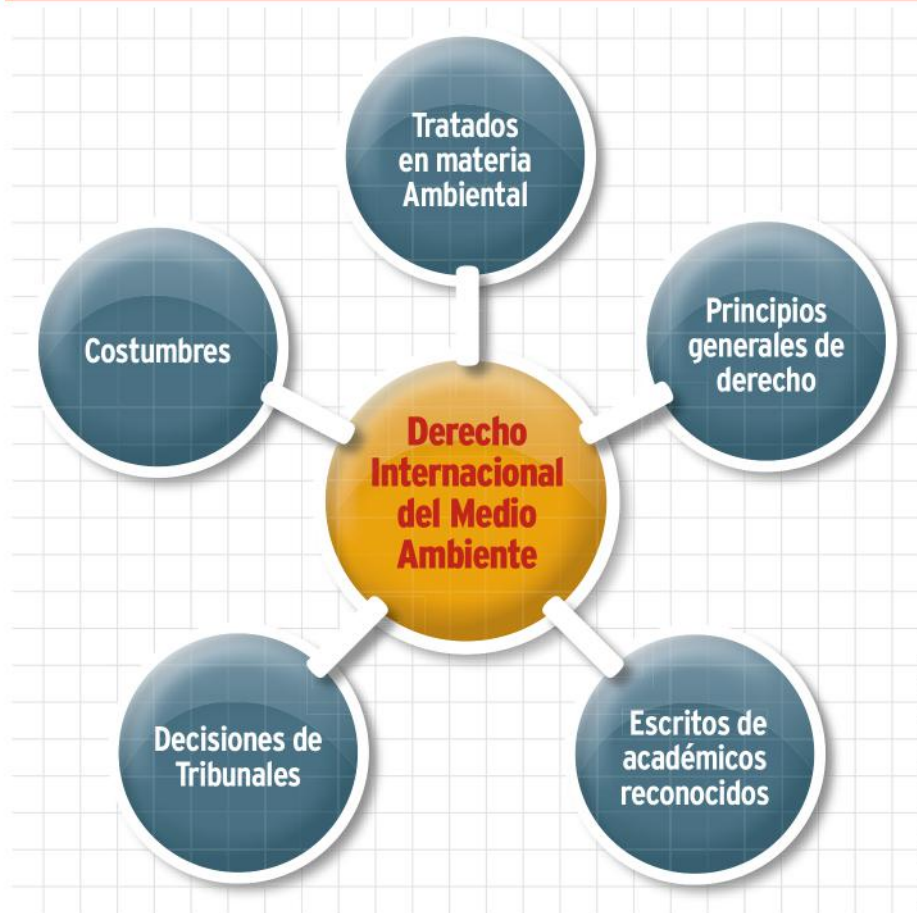 Tratados
en materia
Ambiental
Costumbres
Principios
generales de
derecho
Derecho
Internacional
del Medio
Ambiente
Decisiones de
Tribunales
Escritos de
académicos
reconocidos